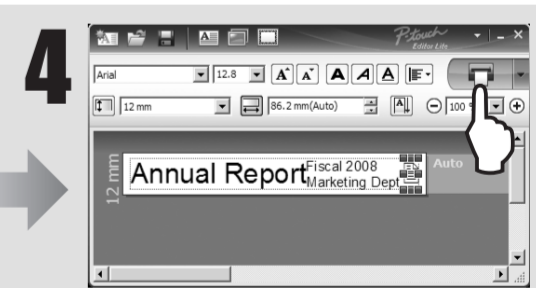 4
P-touch
Editor Lite
Arial 12.8 A A A A A
12 mm 86.2 mm(Auto) A 100 %
12 mm
Annual Report
Fiscal 2008
Marketing Dept
Auto